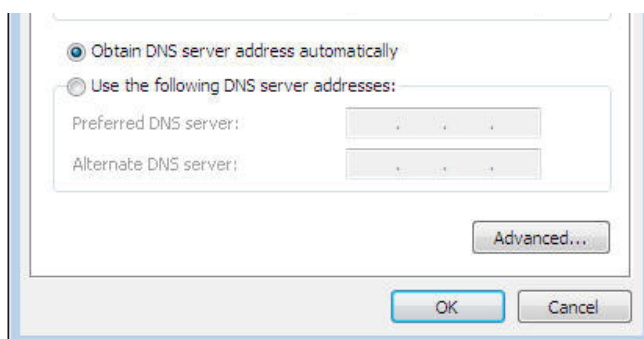 Obtain DNS server address automatically
Use the following DNS server addresses:
Preferred DNS server:
. . .
Alternate DNS server:
. . .
Advanced...
OK Cancel